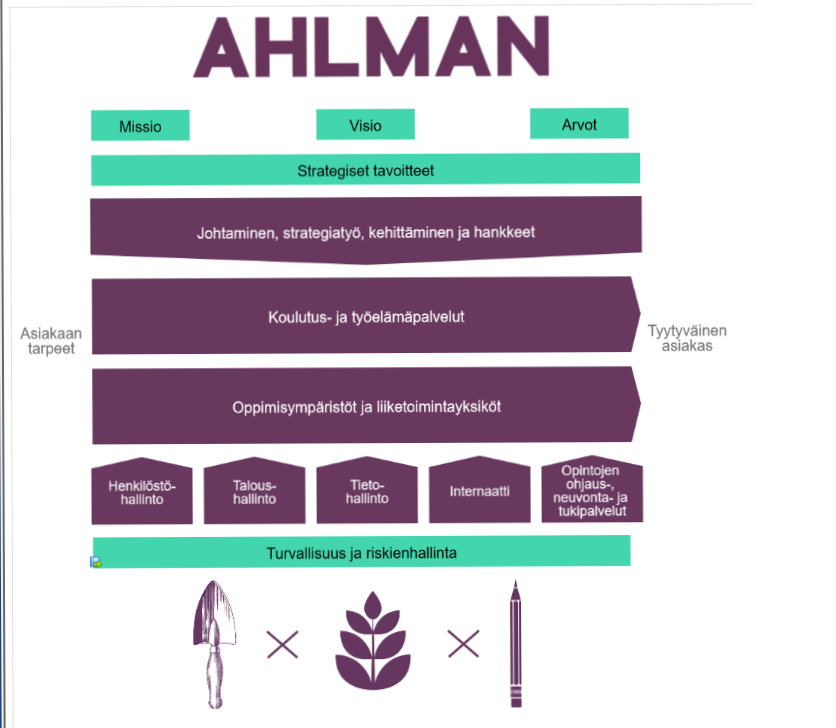 AHLMAN
Missio
Visio
Arvot
Strategiset tavoitteet
Johtaminen, strategiatyö, kehittäminen ja hankkeet
Koulutus- ja työelämäpalvelut
Asiakaan
tarpeet
Tyytyväinen
asiakas
Oppimisympäristöt ja liiketoimintayksiköt
Henkilöstö-
hallinto
Talous-
hallinto
Tieto-
hallinto
Internaatti
Opintojen
ohjaus-,
neuvonta- ja
tukipalvelut
Turvallisuus ja riskienhallinta